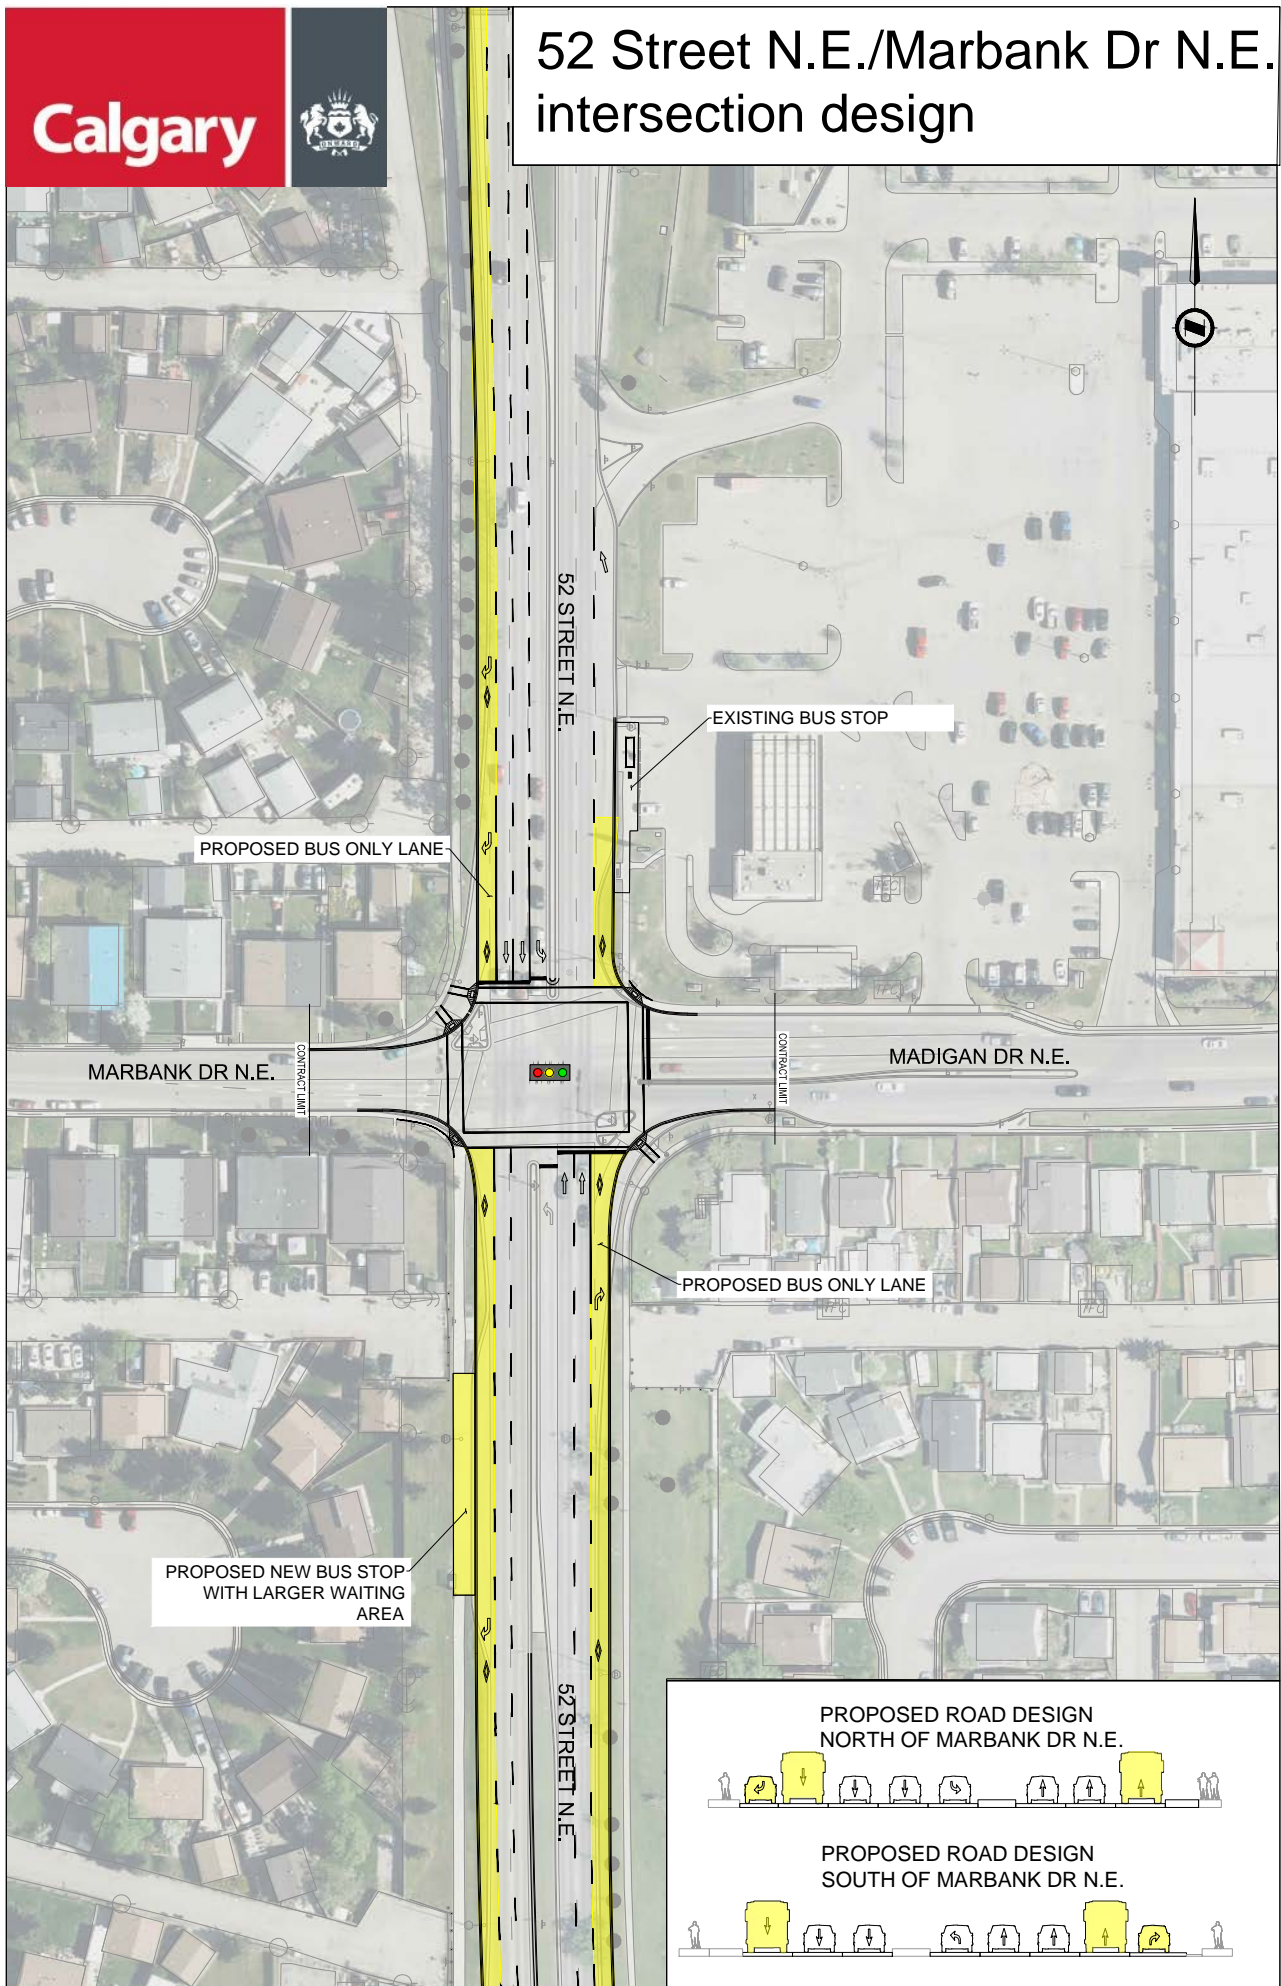 Calgary
ONWARD
52 Street N.E./Marbank Dr N.E.
intersection design
52 STREET N.E.
EXISTING BUS STOP
PROPOSED BUS ONLY LANE
MARBANK DR N.E.
CONTRACT LIMIT
CONTRACT LIMIT
MADIGAN DR N.E.
PROPOSED BUS ONLY LANE
PROPOSED NEW BUS STOP
WITH LARGER WAITING
AREA
52 STREET N.E.
PROPOSED ROAD DESIGN
NORTH OF MARBANK DR N.E.
PROPOSED ROAD DESIGN
SOUTH OF MARBANK DR N.E.